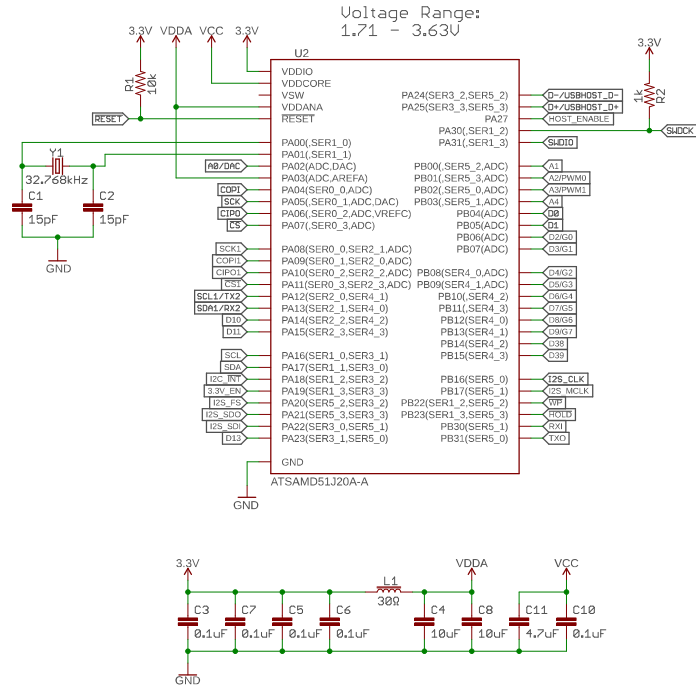 Voltage Range:
1.71 - 3.63V
3.3V VDDA VCC 3.3V
U2
3.3V
R1
10k
1k
R2
VDDIO
VDDCORE
VSW
VDDANA
RESET RESET
PA24(SER3_2,SER5_2) D-/USBHOST_D-
PA25(SER3_3,SER5_3) D+/USBHOST_D+
PA27 HOST_ENABLE
PA30(,SER1_2) SWDCK
PA31(,SER1_3) SWDIO
Y1
32.768kHz
C1
15pF
C2
15pF
GND
PA00(,SER1_0)
PA01(,SER1_1)
A0/DAC PA02(ADC,DAC)
PA03(ADC,AREFA)
COPI PA04(SER0_0,ADC)
SCK PA05(,SER0_1,ADC,DAC)
CIPO PA06(,SER0_2,ADC,VREFC)
CS PA07(,SER0_3,ADC)
PB00(,SER5_2,ADC) A1
PB01(,SER5_3,ADC) A2/PWM0
PB02(,SER5_0,ADC) A3/PWM1
PB03(,SER5_1,ADC) A4
PB04(ADC) D0
PB05(ADC) D1
PB06(ADC) D2/G0
PB07(ADC) D3/G1
SCK1 PA08(SER0_0,SER2_1,ADC)
COPI1 PA09(SER0_1,SER2_0,ADC)
CIPO1 PA10(SER0_2,SER2_2,ADC)
CS1 PA11(SER0_3,SER2_3,ADC)
SCL1/TX2 PA12(SER2_0,SER4_1)
SDA1/RX2 PA13(SER2_1,SER4_0)
D10 PA14(SER2_2,SER4_2)
D11 PA15(SER2_3,SER4_3)
PB08(SER4_0,ADC) D4/G2
PB09(SER4_1,ADC) D5/G3
PB10(,SER4_2) D6/G4
PB11(,SER4_3) D7/G5
PB12(SER4_0) D8/G6
PB13(SER4_1) D9/G7
PB14(SER4_2) D38
PB15(SER4_3) D39
SCL PA16(SER1_0,SER3_1)
SDA PA17(SER1_1,SER3_0)
I2C_INT PA18(SER1_2,SER3_2)
3.3V_EN PA19(SER1_3,SER3_3)
I2S_FS PA20(SER5_2,SER3_2)
I2S_SDO PA21(SER5_3,SER3_3)
I2S_SDI PA22(SER3_0,SER5_1)
D13 PA23(SER3_1,SER5_0)
PB16(SER5_0) I2S_CLK
PB17(SER5_1) I2S_MCLK
PB22(SER1_2,SER5_2) WP
PB23(SER1_3,SER5_3) HOLD
PB30(SER5_1) RXI
PB31(SER5_0) TXO
GND
GND
ATSAMD51J20A-A
3.3V VDDA VCC
L1
30Ω
C3
0.1uF
C7
0.1uF
C5
0.1uF
C6
0.1uF
C4
10uF
C8
10uF
C11
4.7uF
C10
0.1uF
GND